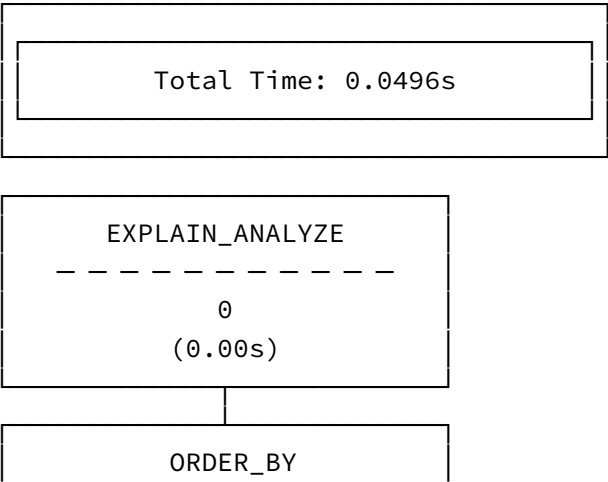 Total Time: 0.0496s
EXPLAIN_ANALYZE
─ ─ ─ ─ ─ ─ ─ ─ ─ ─ ─
0
(0.00s)
ORDER_BY